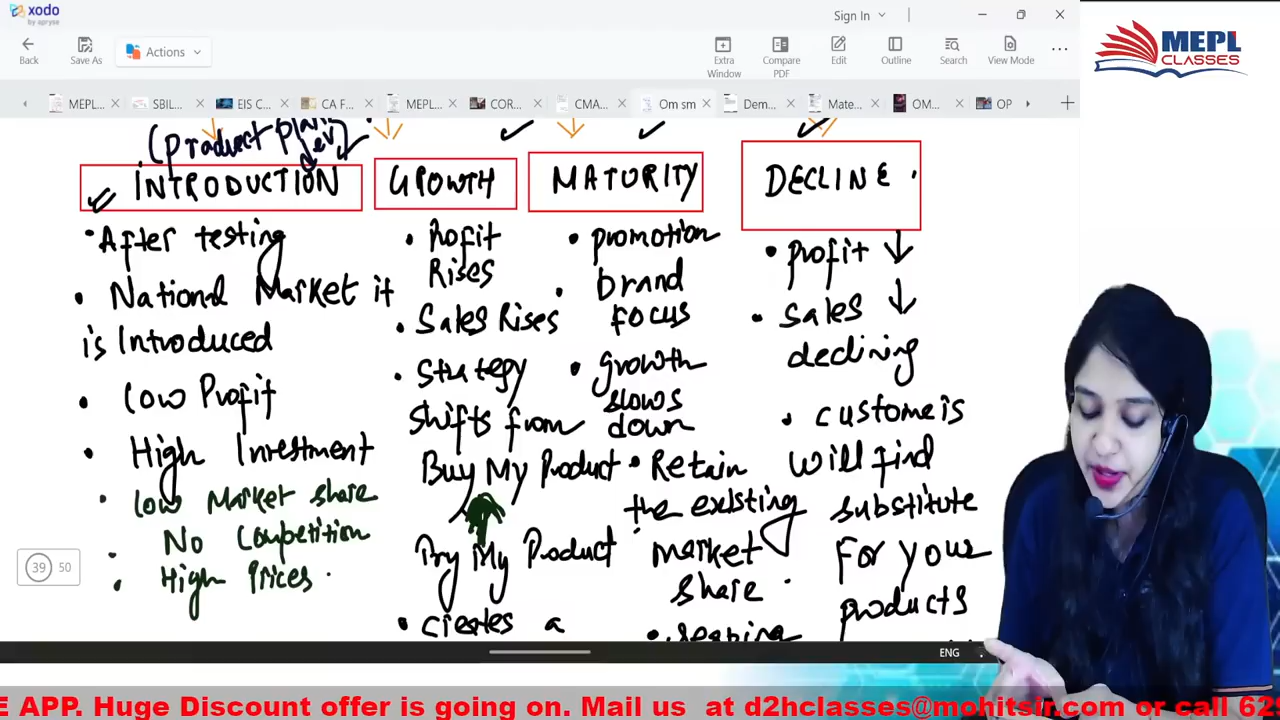 xodo
by apryse
Sign In
Back
Save As
Actions
Extra Window
Compare PDF
Edit
Outline
Search
View Mode
MEPL
CLASSES
MEPL...
SBIL...
EIS C...
CA F...
MEPL...
COR...
CMA...
Om sm
Dem...
Mate...
OM...
OP
(Product
INTRODUCTION
• After testing
• National Market it
is Introduced
• Low Profit
• High Investment
• Low Market share
• No Competition
• High Prices
GROWTH
• Profit
Rises
• Sales Rises
• Strategy
shifts from
Buy My Product
Try My Product
• creates a
MATURITY
• promotion
• brand
focus
• growth
slows
down
• Retain
the existing
market
share
DECLINE
• profit ↓
• sales ↓
declining
• customers
will find
substitute
for your
products
39 50
ENG
E APP. Huge Discount offer is going on. Mail us at d2hclasses@mohitsir.com or call 62